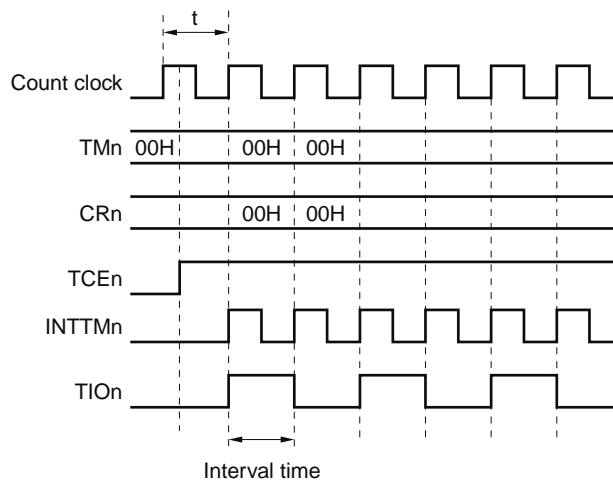 t
Count clock
TMn 00H 00H 00H
CRn 00H 00H
TCEn
INTTMn
TIOn
Interval time